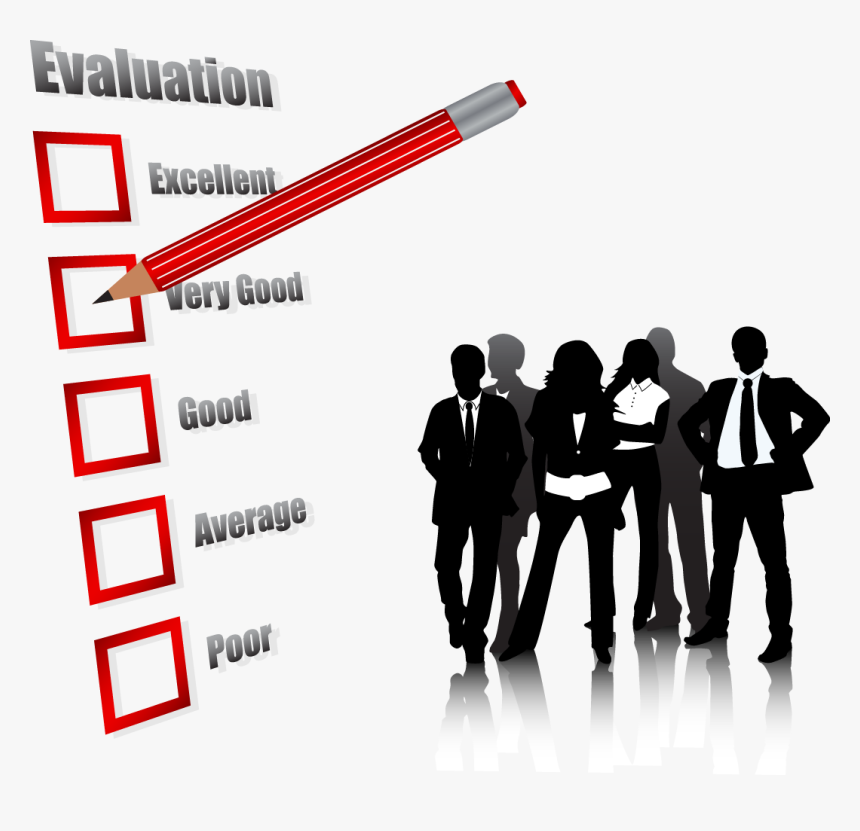 Evaluation
Excellent
Very Good
Good
Average
Poor